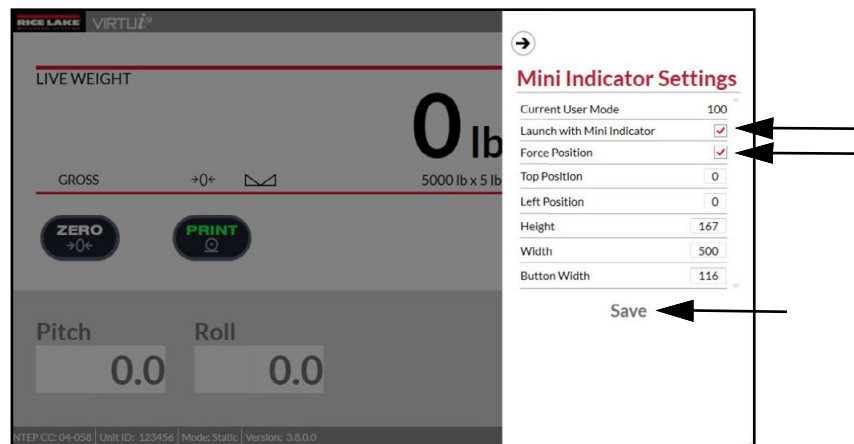 RICE LAKE VIRTUi²
WEIGHING SYSTEMS
LIVE WEIGHT
0 lb
GROSS →0←
5000 lb x 5 lb
ZERO
→0←
PRINT
Pitch Roll
0.0 0.0
NTEP CC: 04-058 Unit ID: 123456 Mode: Static Version: 3.8.0.0
Mini Indicator Settings
Current User Mode 100
Launch with Mini Indicator
Force Position
Top Position 0
Left Position 0
Height 167
Width 500
Button Width 116
Save